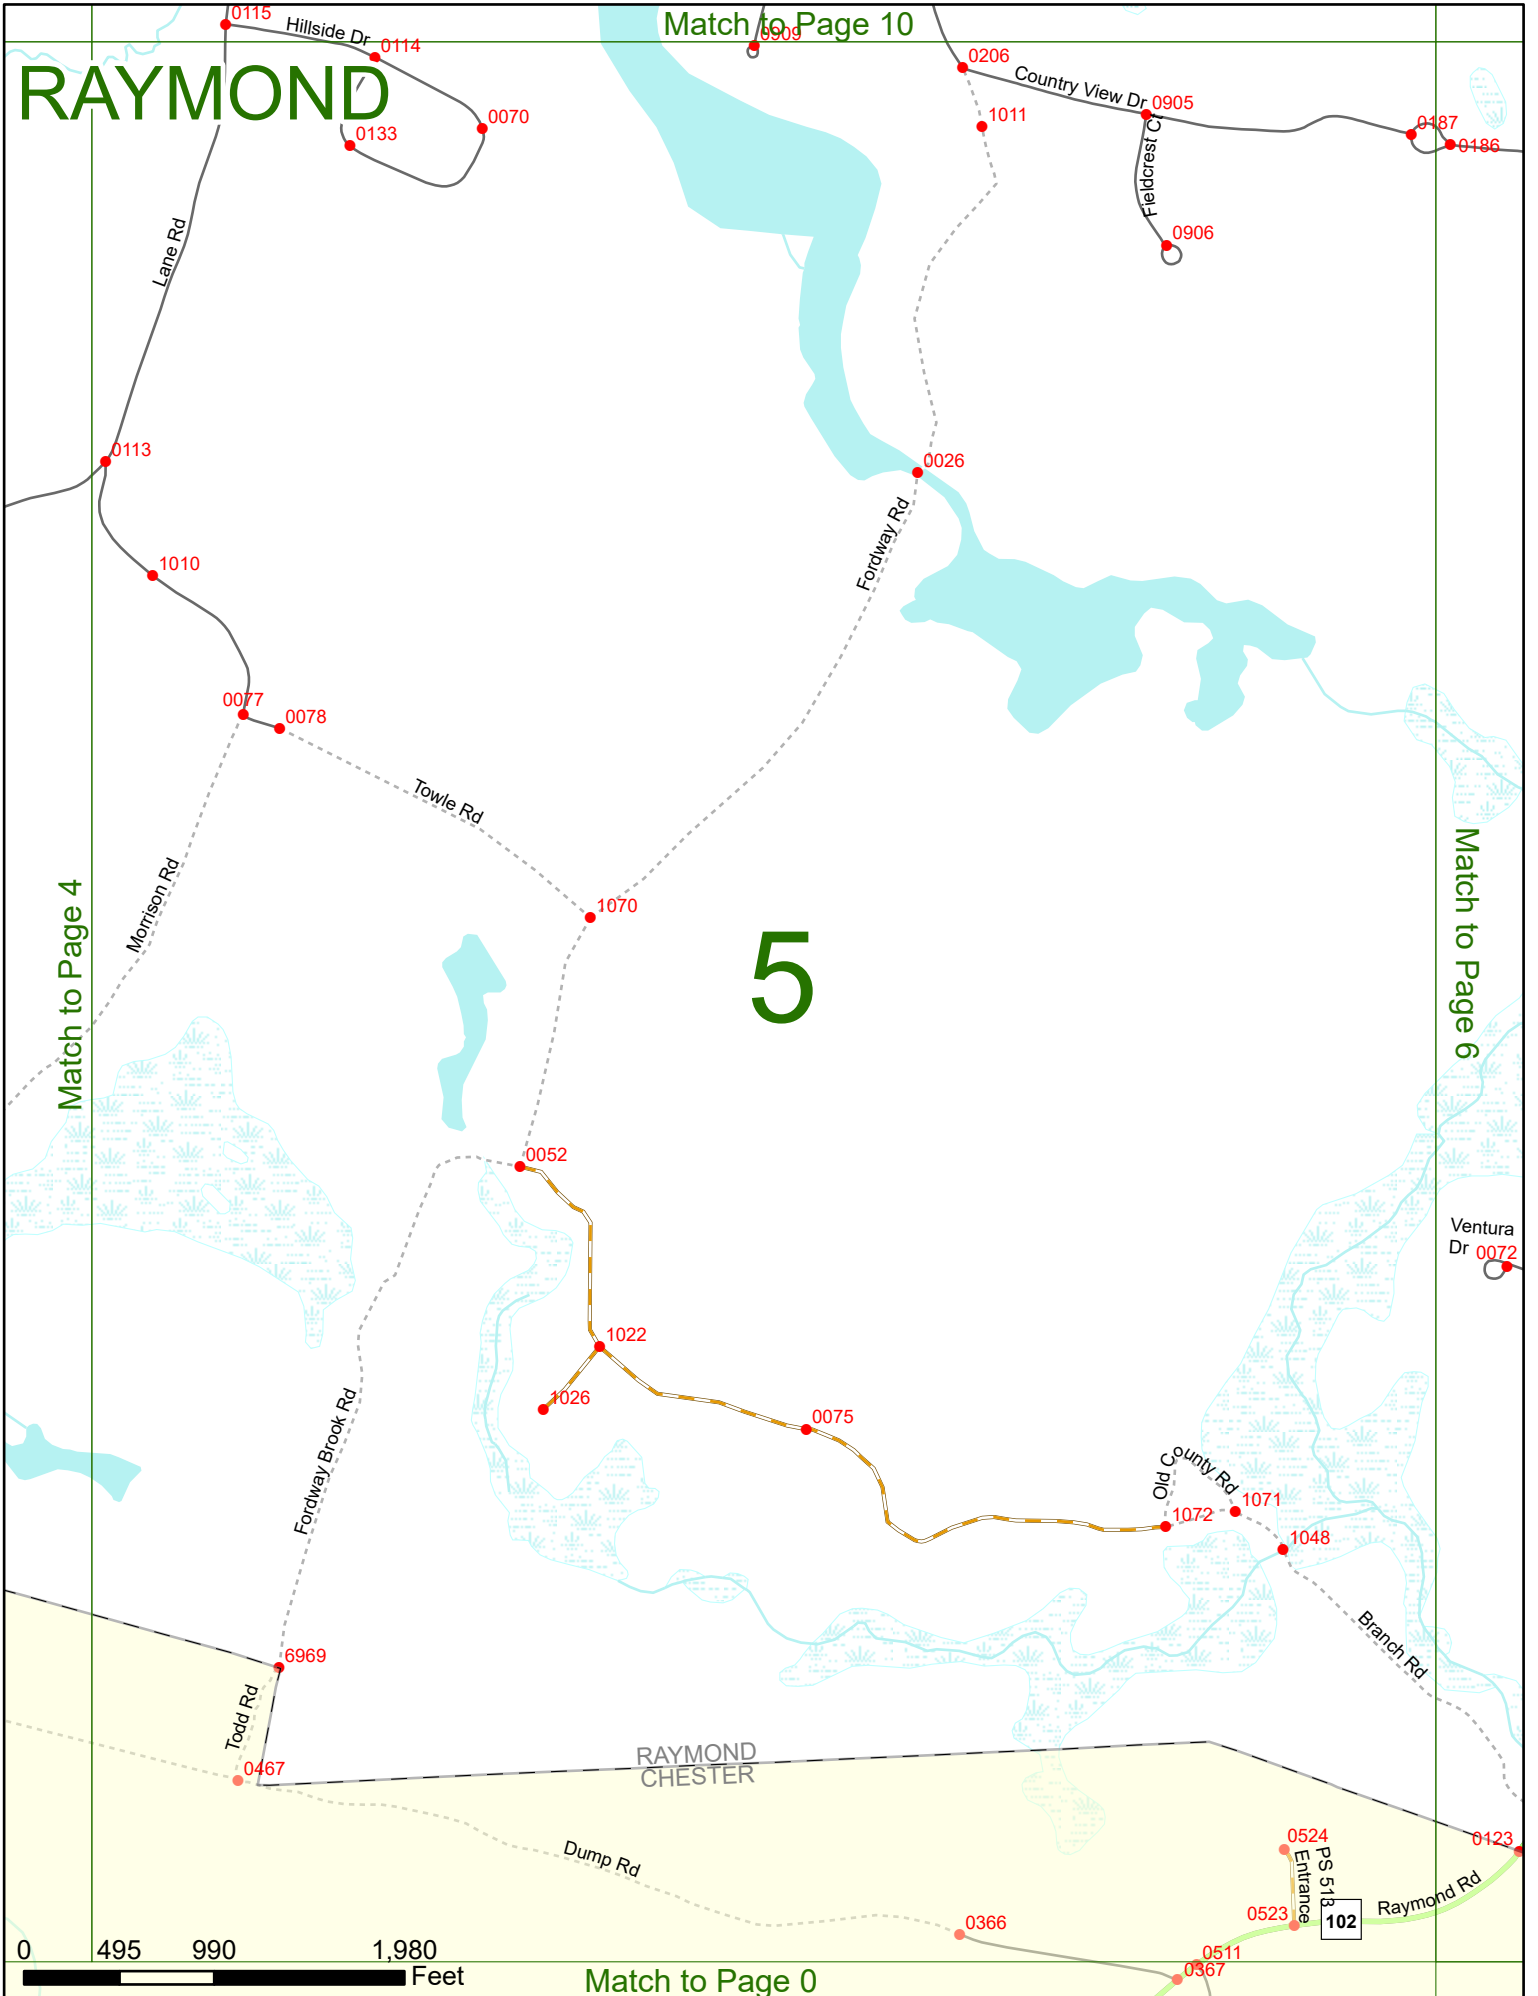 Match to Page 10
RAYMOND
0115
Hillside Dr
0114
0070
0133
0909
0206
Country View Dr
0905
1011
Fieldcrest Ct
0187
0186
0906
Lane Rd
0113
0026
Fordway Rd
1010
0077
0078
Towle Rd
Morrison Rd
1070
5
Match to Page 4
Match to Page 6
0052
Ventura
Dr
0072
1022
1026
0075
Fordway Brook Rd
Old County Rd
1071
1072
1048
Branch Rd
6969
Todd Rd
0467
RAYMOND
CHESTER
Dump Rd
0524
PS 513
Entrance
0123
Raymond Rd
0523
102
0366
0511
0367
0
495
990
1,980
Feet
Match to Page 0